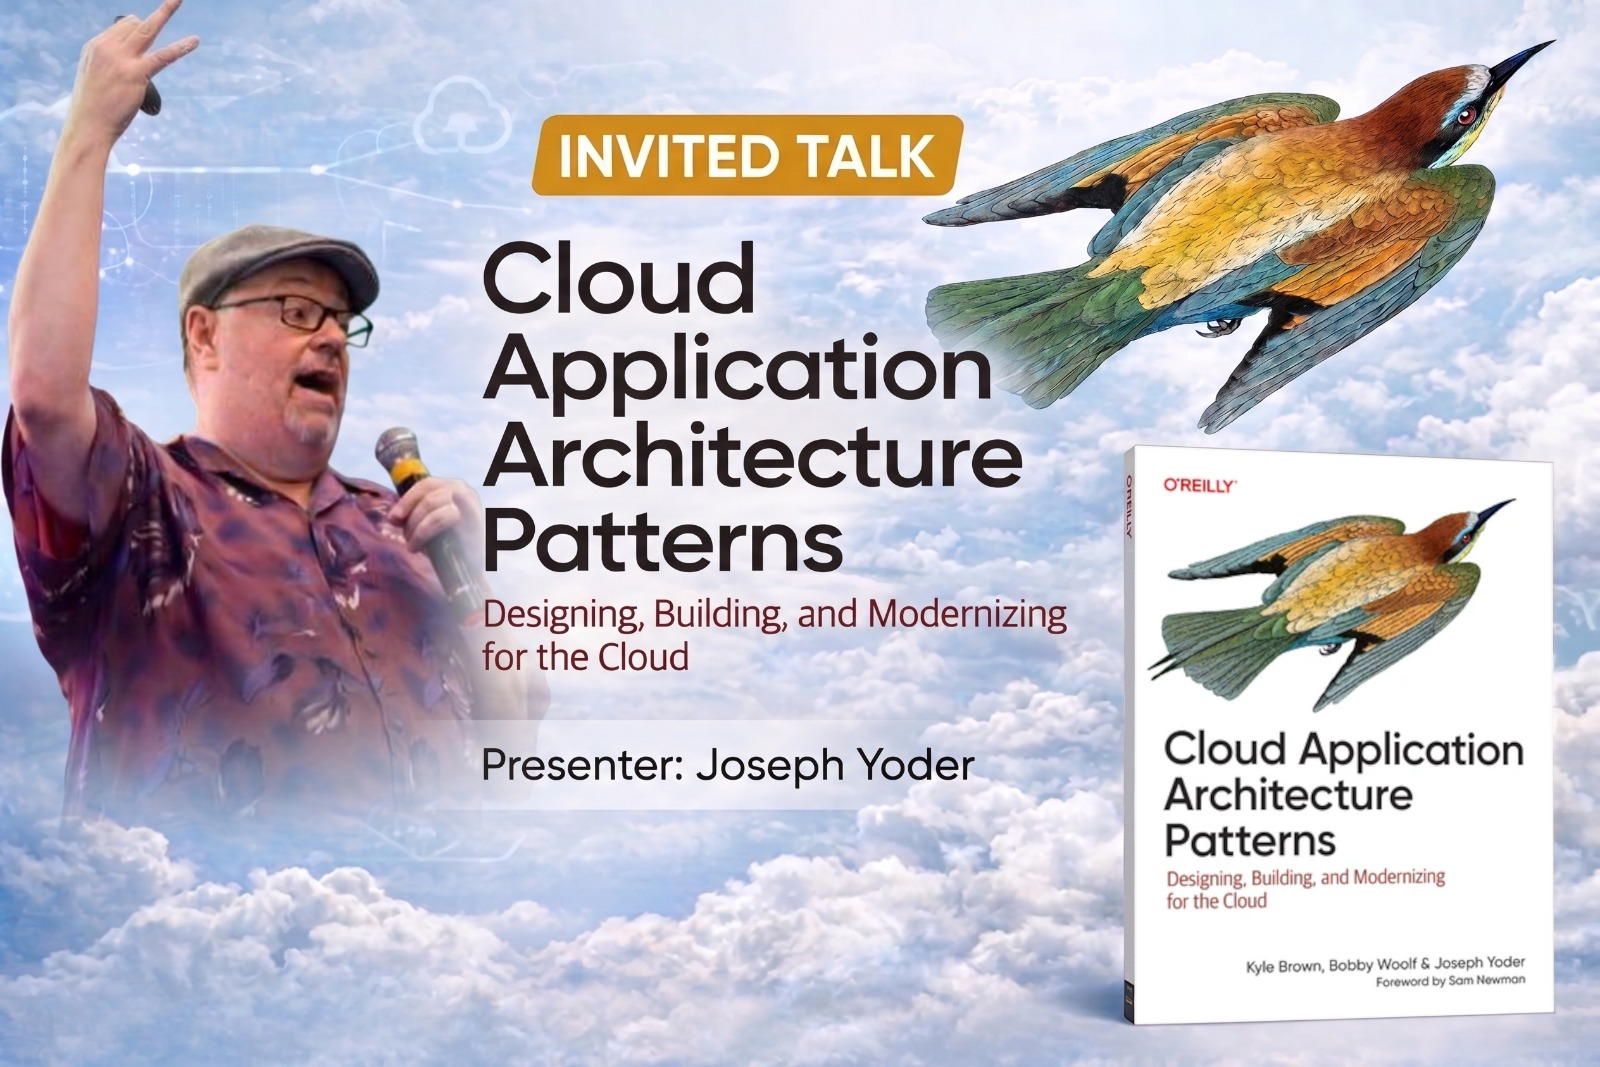 INVITED TALK
Cloud
Application
Architecture
Patterns
Designing, Building, and Modernizing
for the Cloud
Presenter: Joseph Yoder
O'REILLY
O'REILLY
Cloud Application
Architecture
Patterns
Designing, Building, and Modernizing
for the Cloud
Kyle Brown, Bobby Woolf & Joseph Yoder
Foreword by Sam Newman